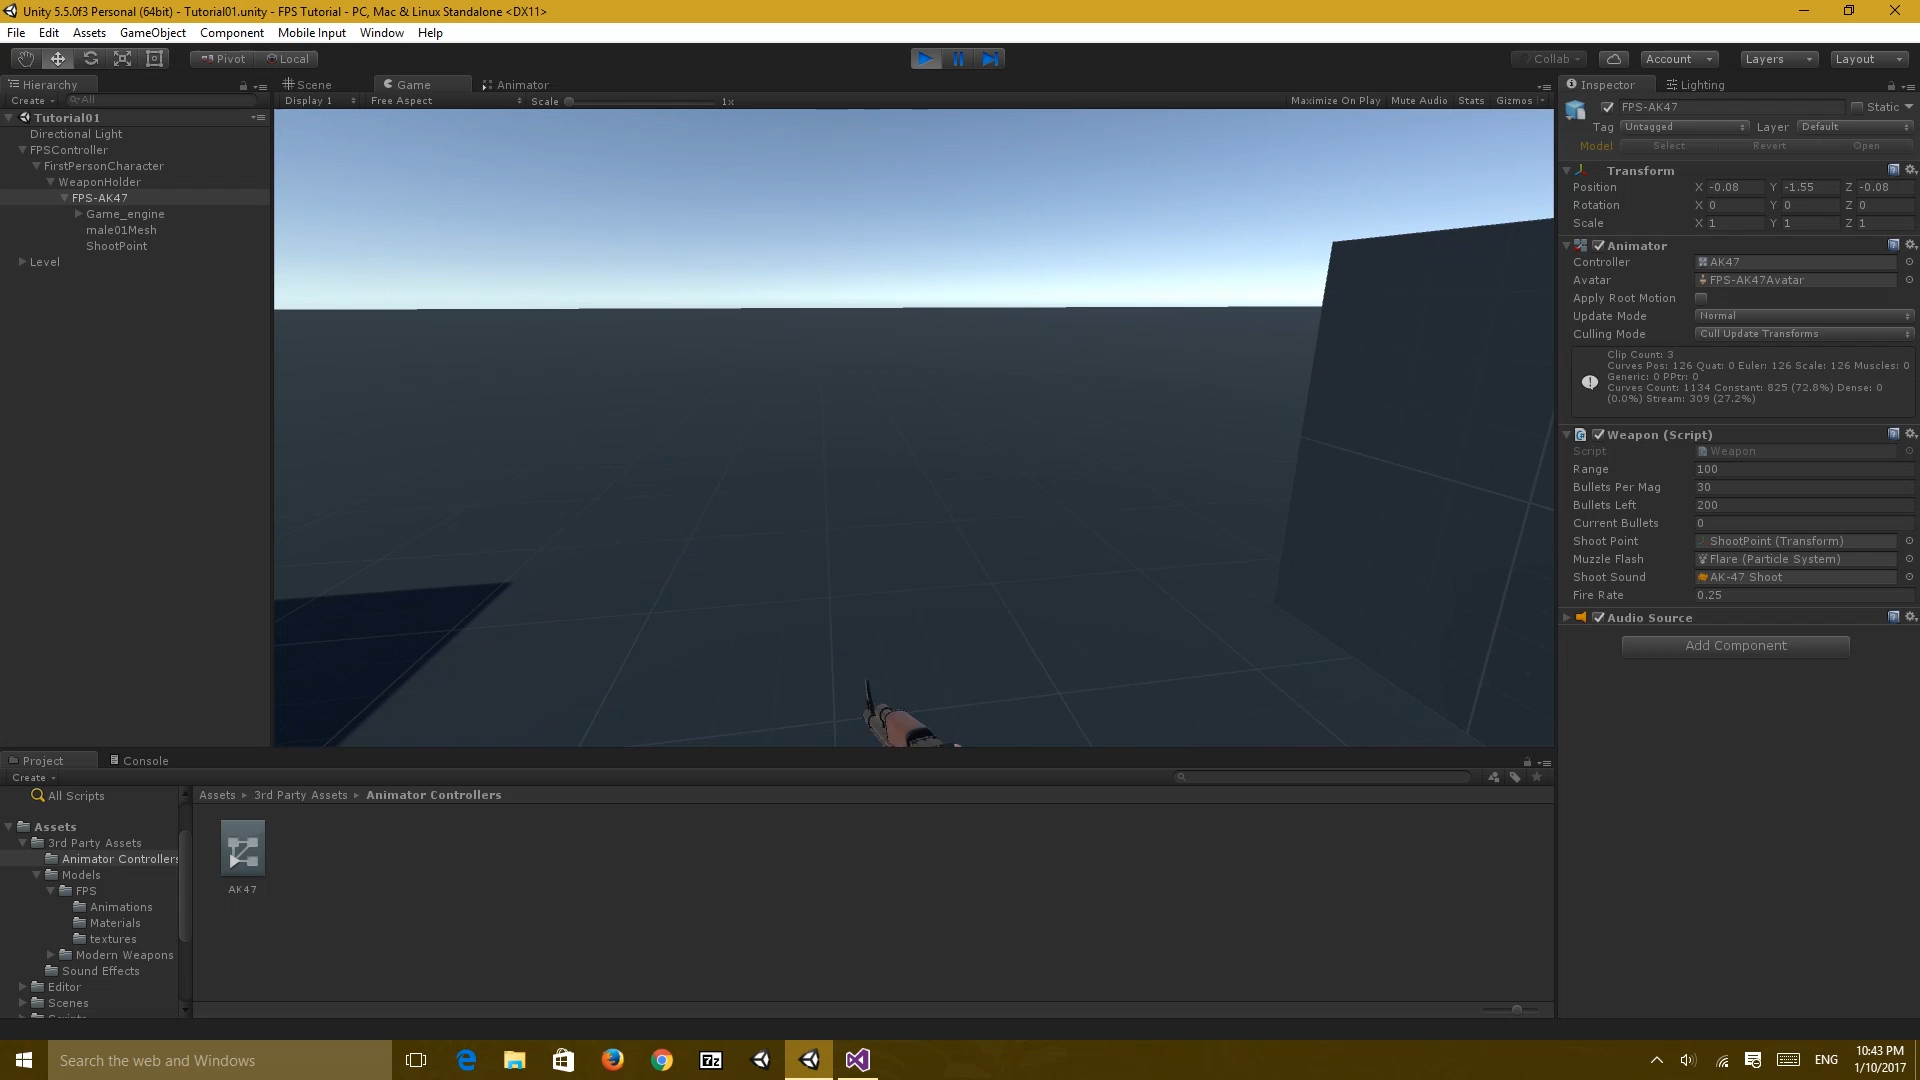 Unity 5.5.0f3 Personal (64bit) - Tutorial01.unity - FPS Tutorial - PC, Mac & Linux Standalone <DX11>
File Edit Assets GameObject Component Mobile Input Window Help
Pivot Local Collab Account Layers Layout
Hierarchy Scene Game Animator Inspector Lighting
Create All Display 1 Free Aspect Scale 1x Maximize On Play Mute Audio Stats Gizmos
Tutorial01
Directional Light
FPSController
FirstPersonCharacter
WeaponHolder
FPS-AK47
Game_engine
male01Mesh
ShootPoint
Level
FPS-AK47 Static
Tag Untagged Layer Default
Model Select Revert Open
Transform
Position X -0.08 Y -1.55 Z -0.08
Rotation X 0 Y 0 Z 0
Scale X 1 Y 1 Z 1
Animator
Controller AK47
Avatar FPS-AK47Avatar
Apply Root Motion
Update Mode Normal
Culling Mode Cull Update Transforms
Clip Count: 3
Curves Pos: 126 Quat: 0 Euler: 126 Scale: 126 Muscles: 0
Generic: 0 PPtr: 0
Curves Count: 1134 Constant: 825 (72.8%) Dense: 0
(0.0%) Stream: 309 (27.2%)
Weapon (Script)
Script Weapon
Range 100
Bullets Per Mag 30
Bullets Left 200
Current Bullets 0
Shoot Point ShootPoint (Transform)
Muzzle Flash Flare (Particle System)
Shoot Sound AK-47 Shoot
Fire Rate 0.25
Audio Source
Add Component
Project Console
Create
All Scripts
Assets
3rd Party Assets
Animator Controllers
Models
FPS
Animations
Materials
textures
Modern Weapons
Sound Effects
Editor
Scenes
Assets ▸ 3rd Party Assets ▸ Animator Controllers
AK47
Search the web and Windows
7z
ENG
10:43 PM
1/10/2017